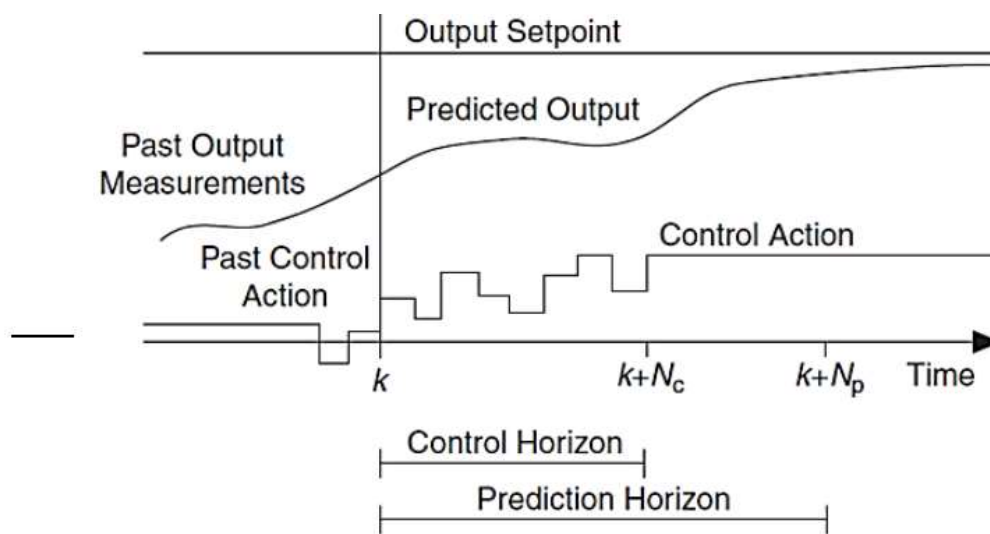 Output Setpoint
Predicted Output
Past Output
Measurements
Past Control
Action
Control Action
k
k+Nc
k+Np
Time
Control Horizon
Prediction Horizon